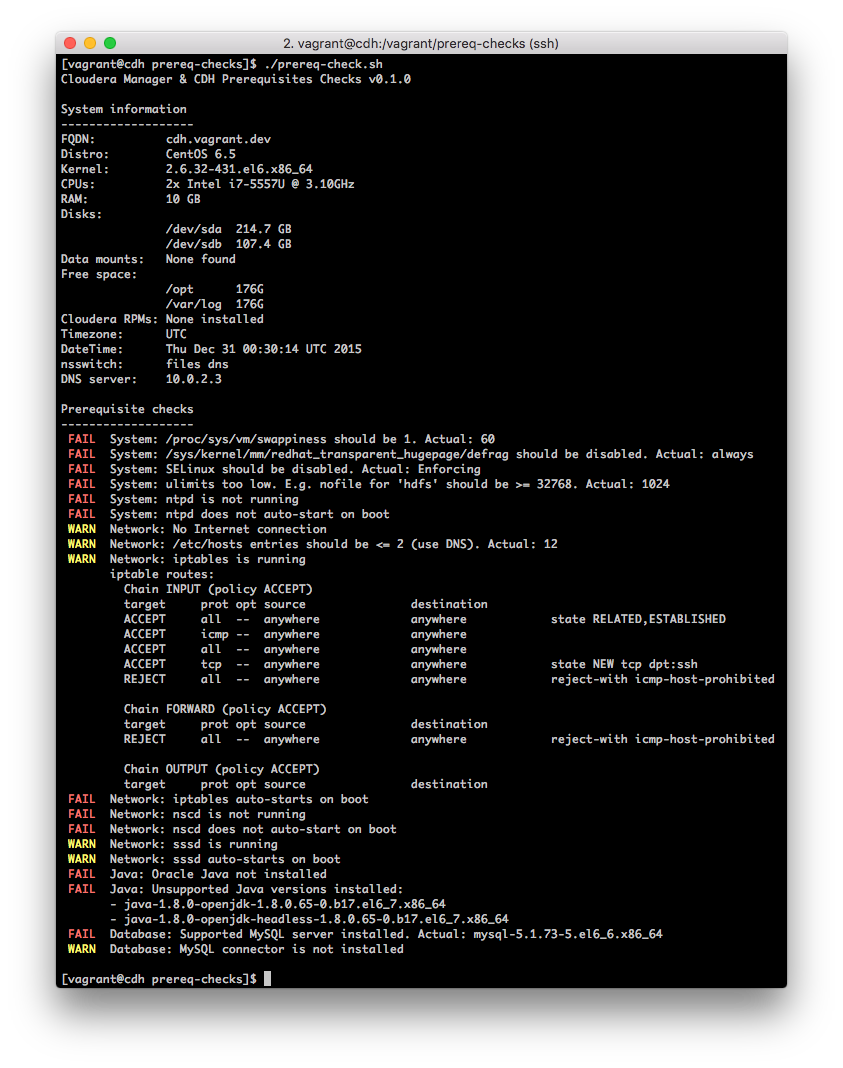 2. vagrant@cdh:/vagrant/prereq-checks (ssh)
[vagrant@cdh prereq-checks]$ ./prereq-check.sh
Cloudera Manager & CDH Prerequisites Checks v0.1.0
System information
-------------------
FQDN:          cdh.vagrant.dev
Distro:        CentOS 6.5
Kernel:        2.6.32-431.el6.x86_64
CPUs:          2x Intel i7-5557U @ 3.10GHz
RAM:           10 GB
Disks:
               /dev/sda  214.7 GB
               /dev/sdb  107.4 GB
Data mounts:   None found
Free space:
               /opt      176G
               /var/log  176G
Cloudera RPMs: None installed
Timezone:      UTC
DateTime:      Thu Dec 31 00:30:14 UTC 2015
nsswitch:      files dns
DNS server:    10.0.2.3
Prerequisite checks
-------------------
 FAIL  System: /proc/sys/vm/swappiness should be 1. Actual: 60
 FAIL  System: /sys/kernel/mm/redhat_transparent_hugepage/defrag should be disabled. Actual: always
 FAIL  System: SELinux should be disabled. Actual: Enforcing
 FAIL  System: ulimits too low. E.g. nofile for 'hdfs' should be >= 32768. Actual: 1024
 FAIL  System: ntpd is not running
 FAIL  System: ntpd does not auto-start on boot
 WARN  Network: No Internet connection
 WARN  Network: /etc/hosts entries should be <= 2 (use DNS). Actual: 12
 WARN  Network: iptables is running
       iptable routes:
         Chain INPUT (policy ACCEPT)
         target     prot opt source               destination
         ACCEPT     all  --  anywhere             anywhere            state RELATED,ESTABLISHED
         ACCEPT     icmp --  anywhere             anywhere
         ACCEPT     all  --  anywhere             anywhere
         ACCEPT     tcp  --  anywhere             anywhere            state NEW tcp dpt:ssh
         REJECT     all  --  anywhere             anywhere            reject-with icmp-host-prohibited
         Chain FORWARD (policy ACCEPT)
         target     prot opt source               destination
         REJECT     all  --  anywhere             anywhere            reject-with icmp-host-prohibited
         Chain OUTPUT (policy ACCEPT)
         target     prot opt source               destination
 FAIL  Network: iptables auto-starts on boot
 FAIL  Network: nscd is not running
 FAIL  Network: nscd does not auto-start on boot
 WARN  Network: sssd is running
 WARN  Network: sssd auto-starts on boot
 FAIL  Java: Oracle Java not installed
 FAIL  Java: Unsupported Java versions installed:
       - java-1.8.0-openjdk-1.8.0.65-0.b17.el6_7.x86_64
       - java-1.8.0-openjdk-headless-1.8.0.65-0.b17.el6_7.x86_64
 FAIL  Database: Supported MySQL server installed. Actual: mysql-5.1.73-5.el6_6.x86_64
 WARN  Database: MySQL connector is not installed
[vagrant@cdh prereq-checks]$